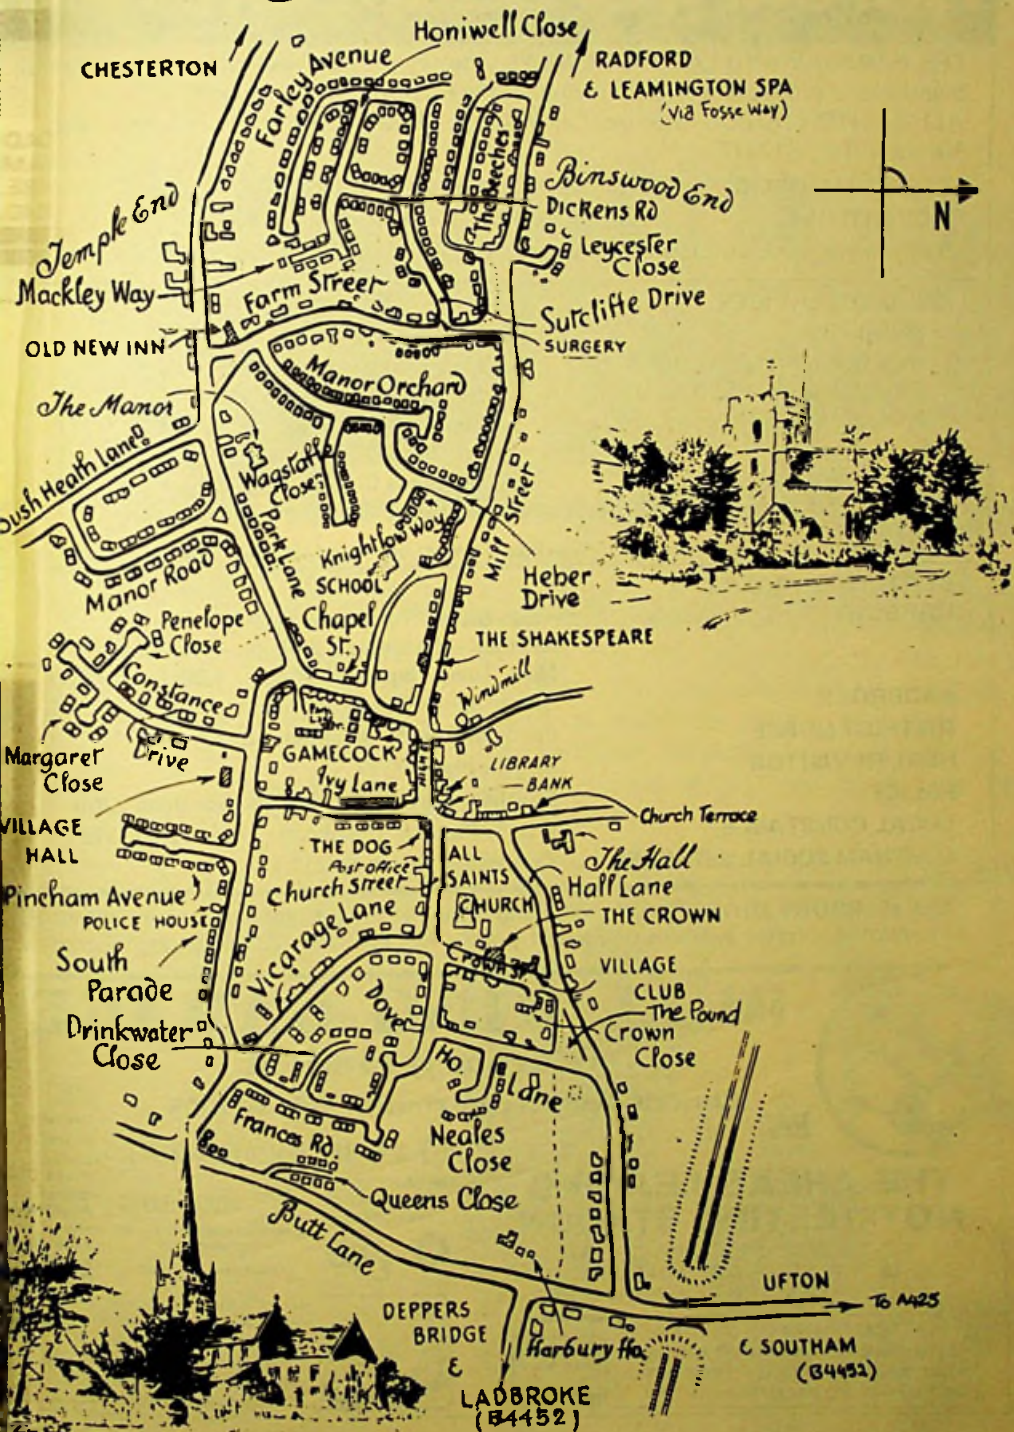 Honiwell Close
CHESTERTON
Farley Avenue
RADFORD
& LEAMINGTON SPA
(Via Fosse Way)
N
The Beeches
Binswood End
DICKENS RD
Leycester
Close
Temple End
Mackley Way
Farm Street
Sutcliffe Drive
SURGERY
OLD NEW INN
Manor Orchard
The Manor
Bush Heath Lane
Wagstaff
Close
Park Lane
Knightlow Way
SCHOOL
Mill Street
Heber
Drive
Manor Road
Chapel
St.
Penelope
Close
THE SHAKESPEARE
Windmill
Constance
Drive
Margaret
Close
GAMECOCK
Ivy Lane
LIBRARY
BANK
Church Terrace
VILLAGE
HALL
THE DOG
Post office
Church Street
ALL
SAINTS
CHURCH
The Hall
Hall Lane
THE CROWN
Pincham Avenue
POLICE HOUSE
Vicarage Lane
Crown St.
South
Parade
VILLAGE
CLUB
The Pound
Crown
Close
Drinkwater
Close
Dove
Ho.
Lane
Frances Rd.
Neales
Close
Queens Close
Butt Lane
UFTON
To A425
DEPPERS
BRIDGE
&
LADBROKE
(B4452)
Harbury Ho.
& SOUTHAM
(B4452)